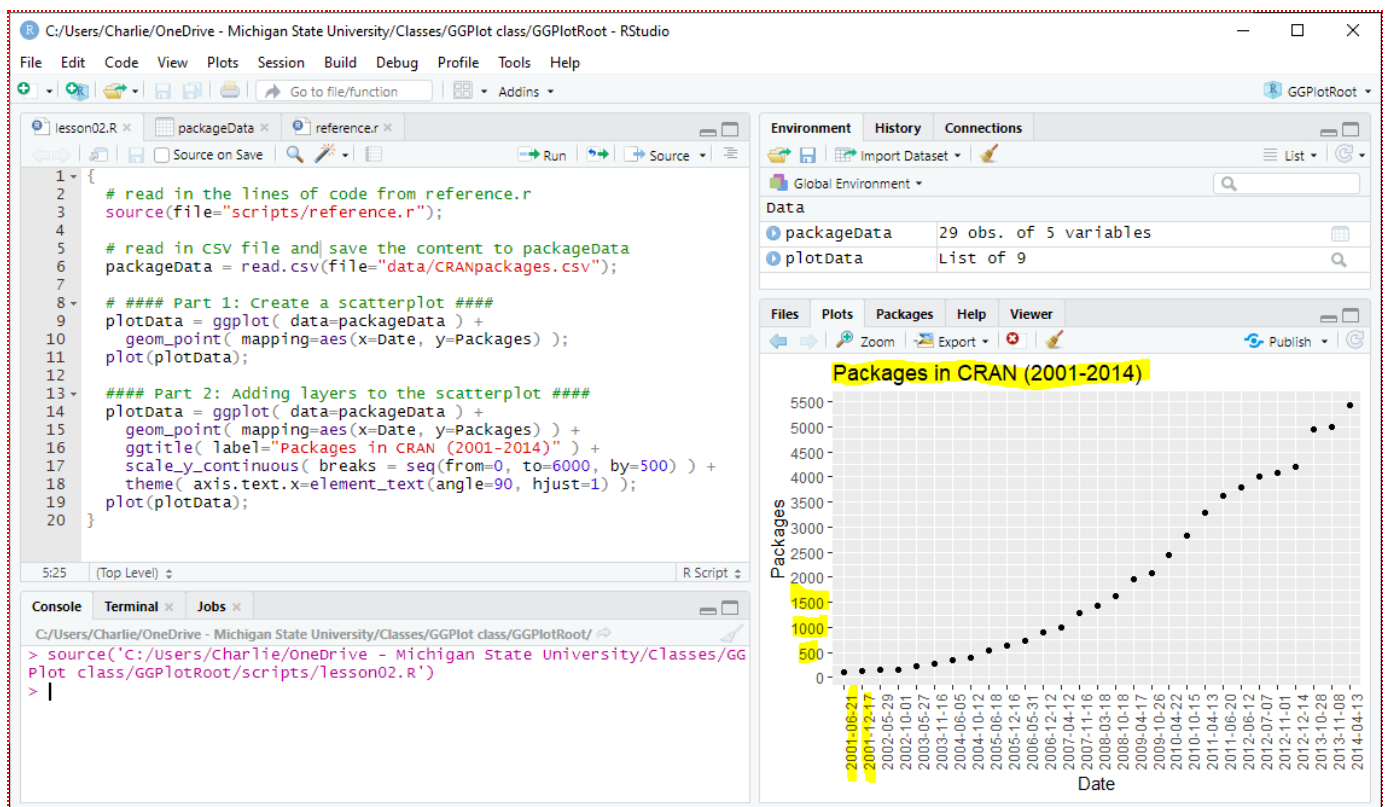 C:/Users/Charlie/OneDrive - Michigan State University/Classes/GGPlot class/GGPlotRoot - RStudio
File Edit Code View Plots Session Build Debug Profile Tools Help
Go to file/function Addins GGPlotRoot
lesson02.R packageData reference.r
Source on Save Run Source
1 {
2 # read in the lines of code from reference.r
3 source(file="scripts/reference.r");
4
5 # read in CSV file and save the content to packageData
6 packageData = read.csv(file="data/CRANpackages.csv");
7
8 # #### Part 1: Create a scatterplot ####
9 plotData = ggplot( data=packageData ) +
10 geom_point( mapping=aes(x=Date, y=Packages) );
11 plot(plotData);
12
13 #### Part 2: Adding layers to the scatterplot ####
14 plotData = ggplot( data=packageData ) +
15 geom_point( mapping=aes(x=Date, y=Packages) ) +
16 ggtitle( label="Packages in CRAN (2001-2014)" ) +
17 scale_y_continuous( breaks = seq(from=0, to=6000, by=500) ) +
18 theme( axis.text.x=element_text(angle=90, hjust=1) );
19 plot(plotData);
20 }
5:25 (Top Level) R Script
Console Terminal Jobs
C:/Users/Charlie/OneDrive - Michigan State University/Classes/GGPlot class/GGPlotRoot/
> source('C:/Users/Charlie/OneDrive - Michigan State University/Classes/GG
Plot class/GGPlotRoot/scripts/lesson02.R')
>
Environment History Connections
Import Dataset List
Global Environment
Data
packageData 29 obs. of 5 variables
plotData List of 9
Files Plots Packages Help Viewer
Zoom Export Publish
Packages in CRAN (2001-2014)
Packages
5500
5000
4500
4000
3500
3000
2500
2000
1500
1000
500
0
2001-06-21
2001-12-17
2002-05-29
2002-10-01
2003-05-27
2003-11-16
2004-06-05
2004-10-12
2005-06-18
2005-12-16
2006-05-31
2006-12-12
2007-04-12
2007-11-16
2008-03-18
2008-10-18
2009-04-17
2009-10-26
2010-04-22
2010-10-15
2011-04-13
2011-06-20
2012-06-12
2012-07-07
2012-11-01
2012-12-14
2013-10-28
2013-11-08
2014-04-13
Date